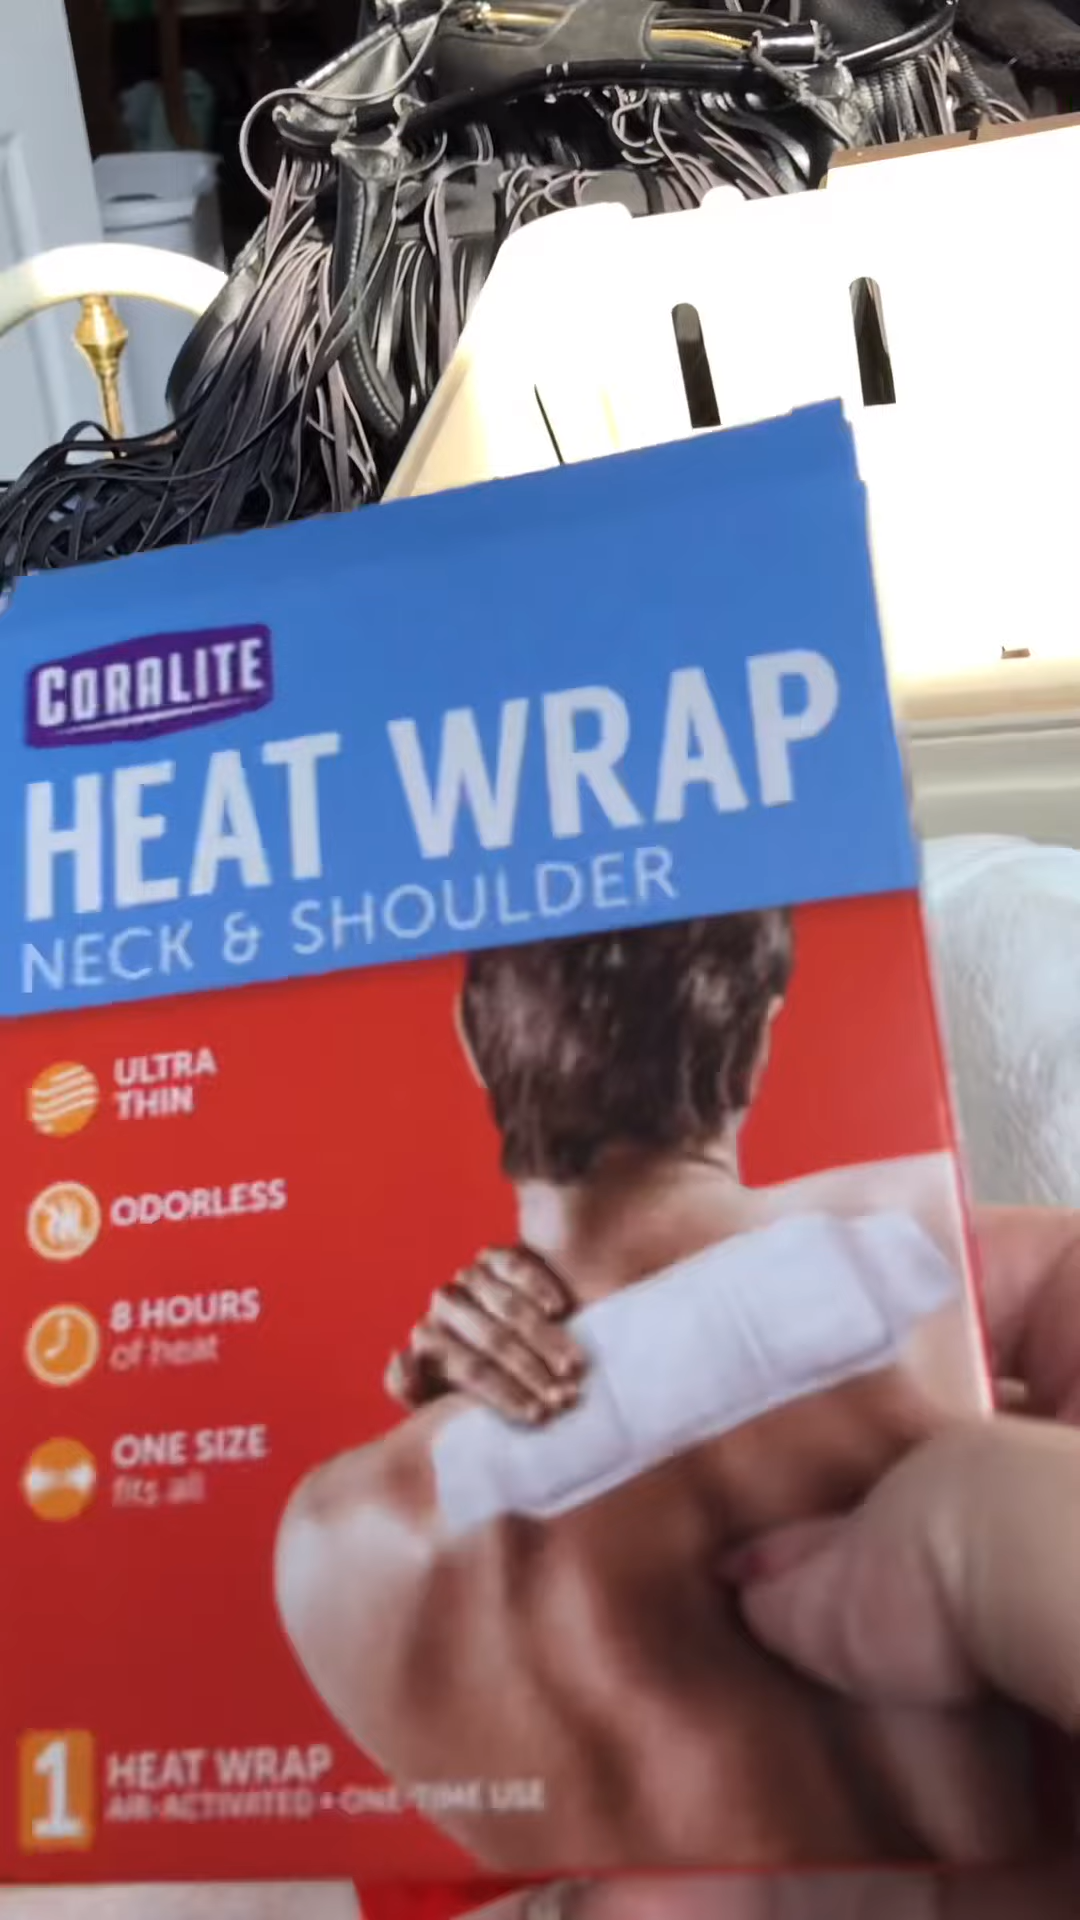 CORALITE
HEAT WRAP
NECK & SHOULDER
ULTRA
THIN
ODORLESS
8 HOURS
of heat
ONE SIZE
fits all
1
HEAT WRAP
AIR-ACTIVATED • ONE-TIME USE